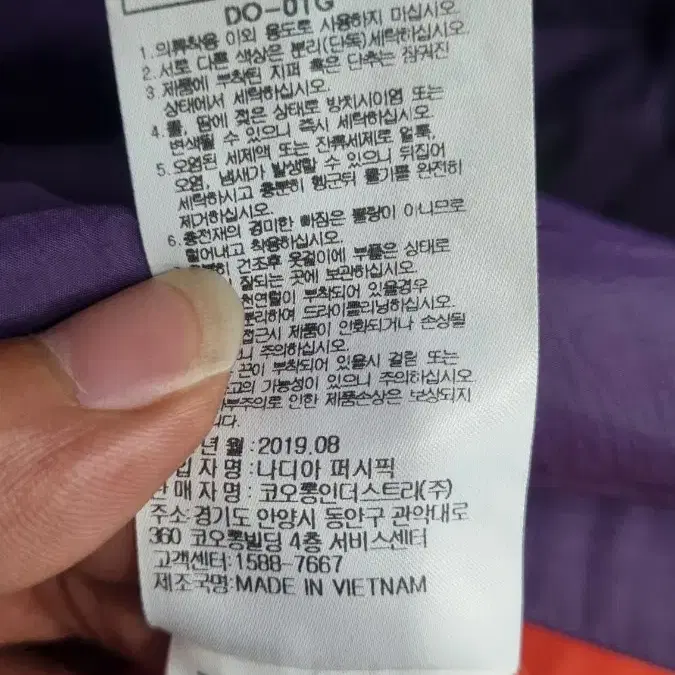 DO-01G
1.의류착용 이외 용도로 사용하지 마십시오.
2.서로 다른 색상은 분리(단독)세탁하십시오.
3 제품에 부착된 지퍼 혹은 단추는 잠궈진
상태에서 세탁하십시오.
4.물, 땀에 젖은 상태로 방치시이염 또는
변색될 수 있으니 즉시 세탁하십시오.
5.오염된 세제액 또는 잔류세제로 얼룩,
오염, 냄새가 발생할 수 있으니 뒤집어
세탁하시고 충분히 헹군뒤 물기를 완전히
제거하십시오.
6.충전재의 경미한 빠짐은 불량이 아니므로
털어내고 착용하십시오.
건조후 옷걸이에 부풀은 상태로
잘되는 곳에 보관하십시오.
천연털이 부착되어 있을경우
분리하여 드라이클리닝하십시오.
접근시 제품이 인화되거나 손상될
주의하십시오.
끈이 부착되어 있을시 걸림 또는
가능성이 있으니 주의하십시오
인한 제품손상은 보상되지
년 월 :2019.08
자 명 :나디아 퍼시픽
매 자 명 :코오롱인더스트리(주)
주소:경기도 안양시 동안구 관악대로
360 코오롱빌딩 4층 서비스센터
고객센터:1588-7667
제조국명:MADE IN VIETNAM